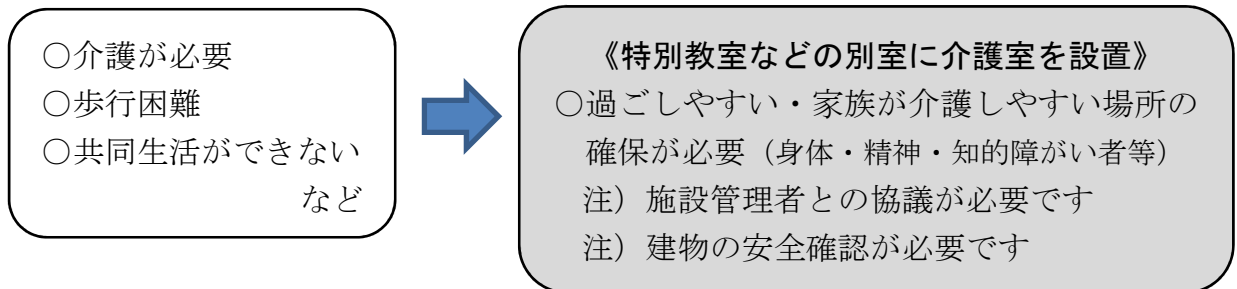 ○介護が必要
○歩行困難
○共同生活ができない
など
《特別教室などの別室に介護室を設置》
○過ごしやすい・家族が介護しやすい場所の
確保が必要（身体・精神・知的障がい者等）
注）施設管理者との協議が必要です
注）建物の安全確認が必要です